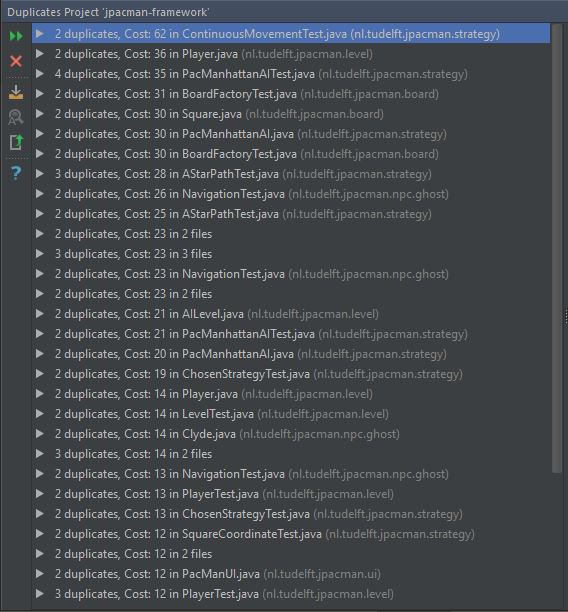 Duplicates Project 'jpacman-framework'
2 duplicates, Cost: 62 in ContinuousMovementTest.java (nl.tudelft.jpacman.strategy)
2 duplicates, Cost: 36 in Player.java (nl.tudelft.jpacman.level)
4 duplicates, Cost: 35 in PacManhattanAITest.java (nl.tudelft.jpacman.strategy)
2 duplicates, Cost: 31 in BoardFactoryTest.java (nl.tudelft.jpacman.board)
2 duplicates, Cost: 30 in Square.java (nl.tudelft.jpacman.board)
2 duplicates, Cost: 30 in PacManhattanAI.java (nl.tudelft.jpacman.strategy)
2 duplicates, Cost: 30 in BoardFactoryTest.java (nl.tudelft.jpacman.board)
3 duplicates, Cost: 28 in AStarPathTest.java (nl.tudelft.jpacman.strategy)
2 duplicates, Cost: 26 in NavigationTest.java (nl.tudelft.jpacman.npc.ghost)
2 duplicates, Cost: 25 in AStarPathTest.java (nl.tudelft.jpacman.strategy)
2 duplicates, Cost: 23 in 2 files
3 duplicates, Cost: 23 in 3 files
2 duplicates, Cost: 23 in NavigationTest.java (nl.tudelft.jpacman.npc.ghost)
2 duplicates, Cost: 23 in 2 files
2 duplicates, Cost: 21 in AILevel.java (nl.tudelft.jpacman.level)
2 duplicates, Cost: 21 in PacManhattanAITest.java (nl.tudelft.jpacman.strategy)
2 duplicates, Cost: 20 in PacManhattanAI.java (nl.tudelft.jpacman.strategy)
2 duplicates, Cost: 19 in ChosenStrategyTest.java (nl.tudelft.jpacman.strategy)
2 duplicates, Cost: 14 in Player.java (nl.tudelft.jpacman.level)
2 duplicates, Cost: 14 in LevelTest.java (nl.tudelft.jpacman.level)
2 duplicates, Cost: 14 in Clyde.java (nl.tudelft.jpacman.npc.ghost)
3 duplicates, Cost: 14 in 2 files
2 duplicates, Cost: 13 in NavigationTest.java (nl.tudelft.jpacman.npc.ghost)
2 duplicates, Cost: 13 in PlayerTest.java (nl.tudelft.jpacman.level)
2 duplicates, Cost: 13 in ChosenStrategyTest.java (nl.tudelft.jpacman.strategy)
2 duplicates, Cost: 12 in SquareCoordinateTest.java (nl.tudelft.jpacman.strategy)
2 duplicates, Cost: 12 in 2 files
2 duplicates, Cost: 12 in PacManUI.java (nl.tudelft.jpacman.ui)
3 duplicates, Cost: 12 in PlayerTest.java (nl.tudelft.jpacman.level)